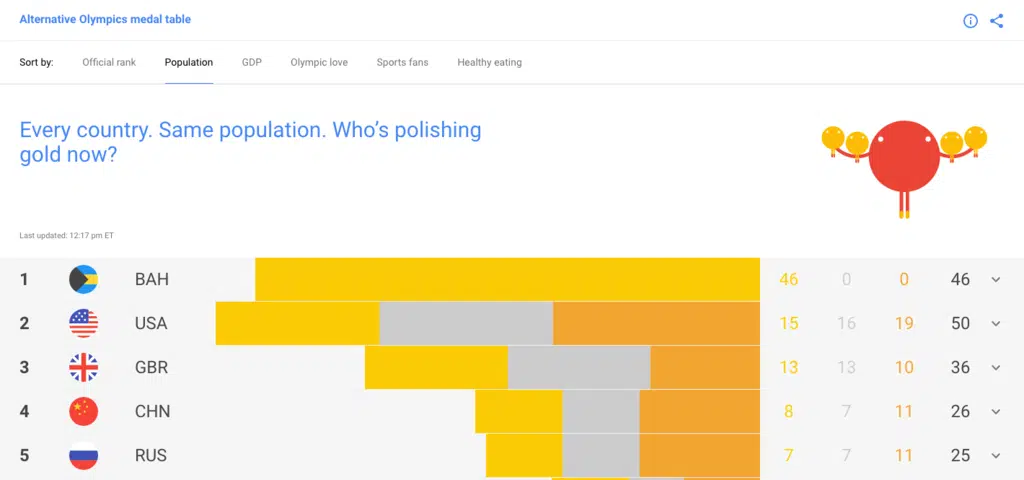 Alternative Olympics medal table
Sort by: Official rank Population GDP Olympic love Sports fans Healthy eating
Every country. Same population. Who's polishing
gold now?
Last updated: 12:17 pm ET
1 BAH 46 0 0 46
2 USA 15 16 19 50
3 GBR 13 13 10 36
4 CHN 8 7 11 26
5 RUS 7 7 11 25